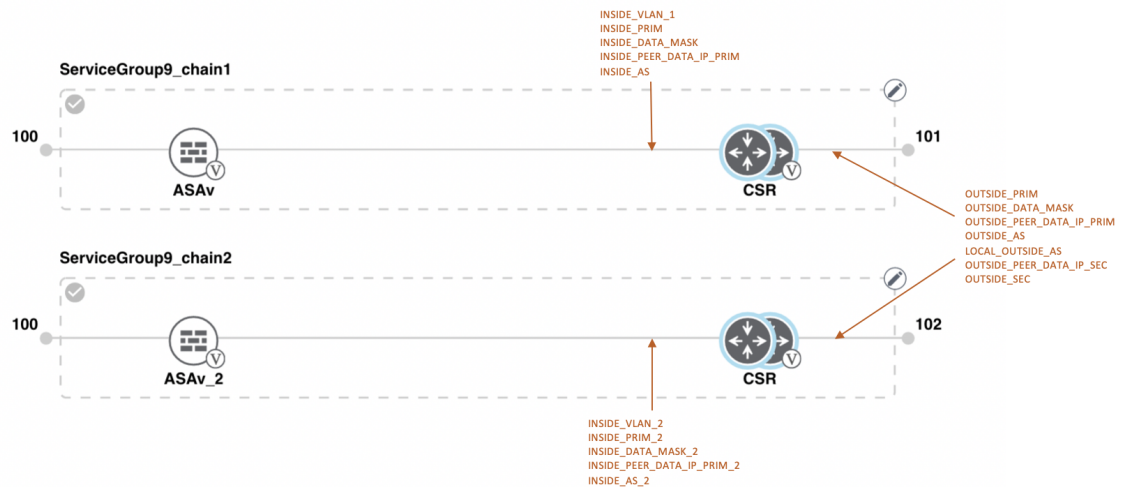 INSIDE_VLAN_1
INSIDE_PRIM
INSIDE_DATA_MASK
INSIDE_PEER_DATA_IP_PRIM
INSIDE_AS
ServiceGroup9_chain1
100
101
V
V
ASAv
CSR
OUTSIDE_PRIM
OUTSIDE_DATA_MASK
OUTSIDE_PEER_DATA_IP_PRIM
OUTSIDE_AS
LOCAL_OUTSIDE_AS
OUTSIDE_PEER_DATA_IP_SEC
OUTSIDE_SEC
ServiceGroup9_chain2
100
102
V
V
ASAv_2
CSR
INSIDE_VLAN_2
INSIDE_PRIM_2
INSIDE_DATA_MASK_2
INSIDE_PEER_DATA_IP_PRIM_2
INSIDE_AS_2